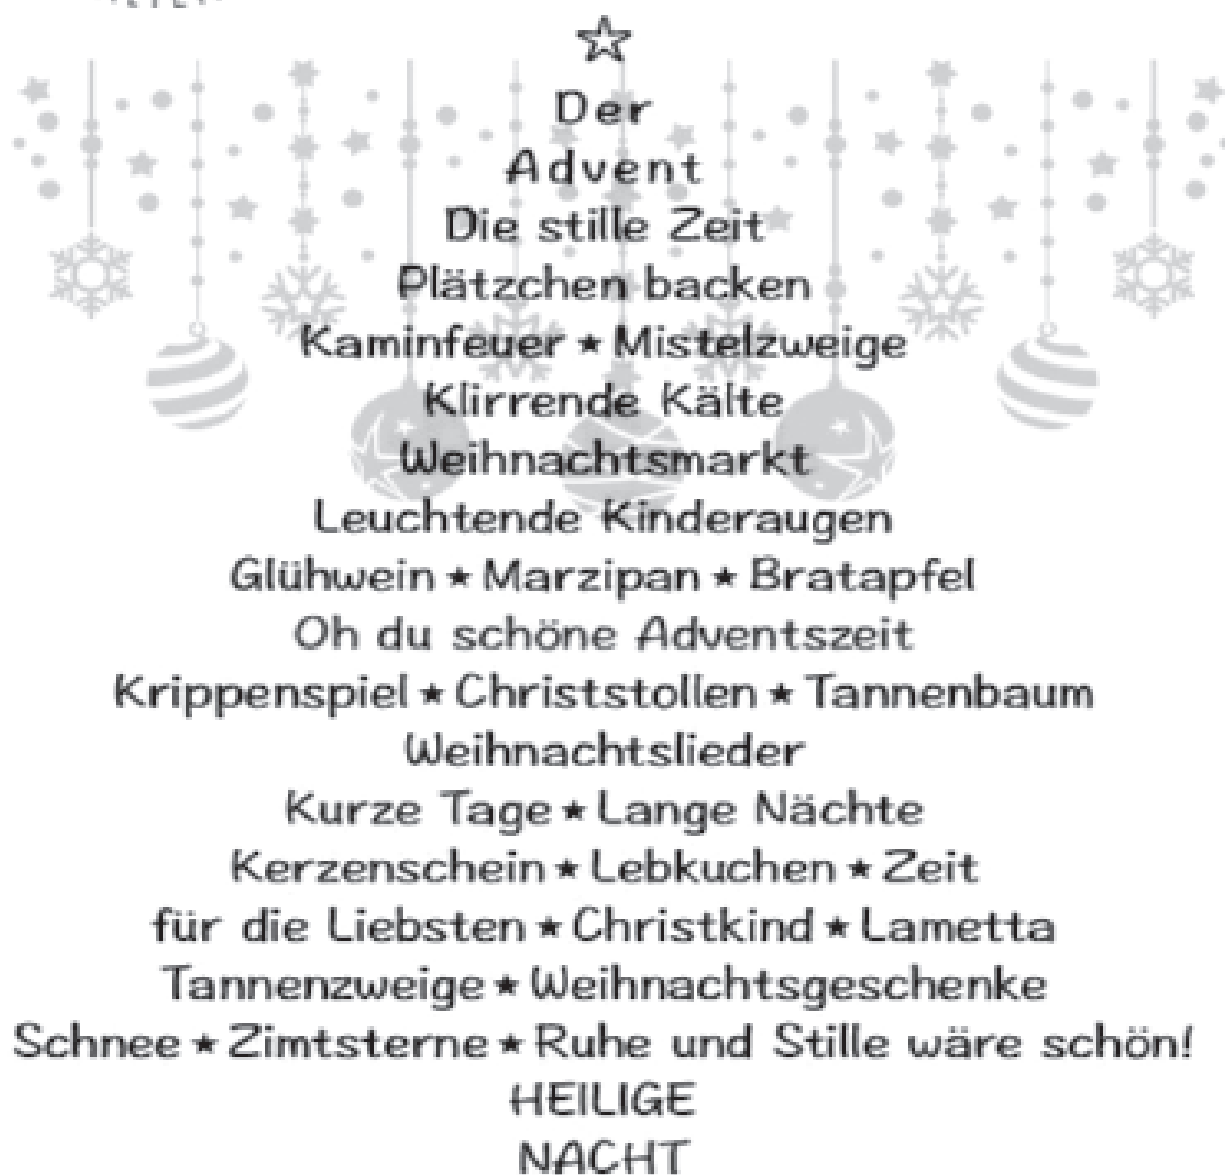 Der
Advent
Die stille Zeit
Plätzchen backen
Kaminfeuer ★ Mistelzweige
Klirrende Kälte
Weihnachtsmarkt
Leuchtende Kinderaugen
Glühwein ★ Marzipan ★ Bratapfel
Oh du schöne Adventszeit
Krippenspiel ★ Christstollen ★ Tannenbaum
Weihnachtslieder
Kurze Tage ★ Lange Nächte
Kerzenschein ★ Lebkuchen ★ Zeit
für die Liebsten ★ Christkind ★ Lametta
Tannenzweige ★ Weihnachtsgeschenke
Schnee ★ Zimtsterne ★ Ruhe und Stille wäre schön!
HEILIGE
NACHT